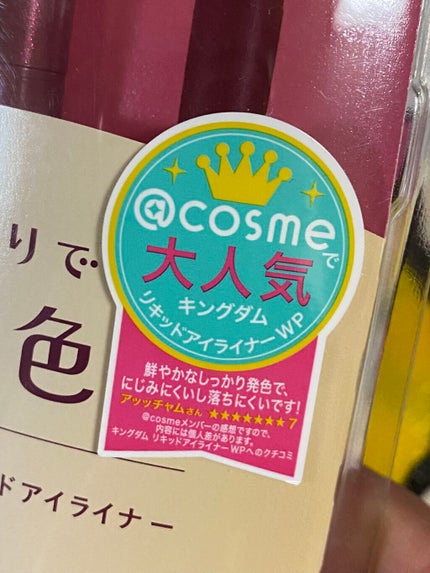 @cosmeで
大人気
キングダム
リキッドアイライナーWP
鮮やかなしっかり発色で、
にじみにくいし落ちにくいです!
アッッチャムさん ★★★★★★★7
@cosmeメンバーの感想ですので、
内容には個人差があります。
キングダム リキッドアイライナーWPへのクチコミ
りで
色
ドアイライナー